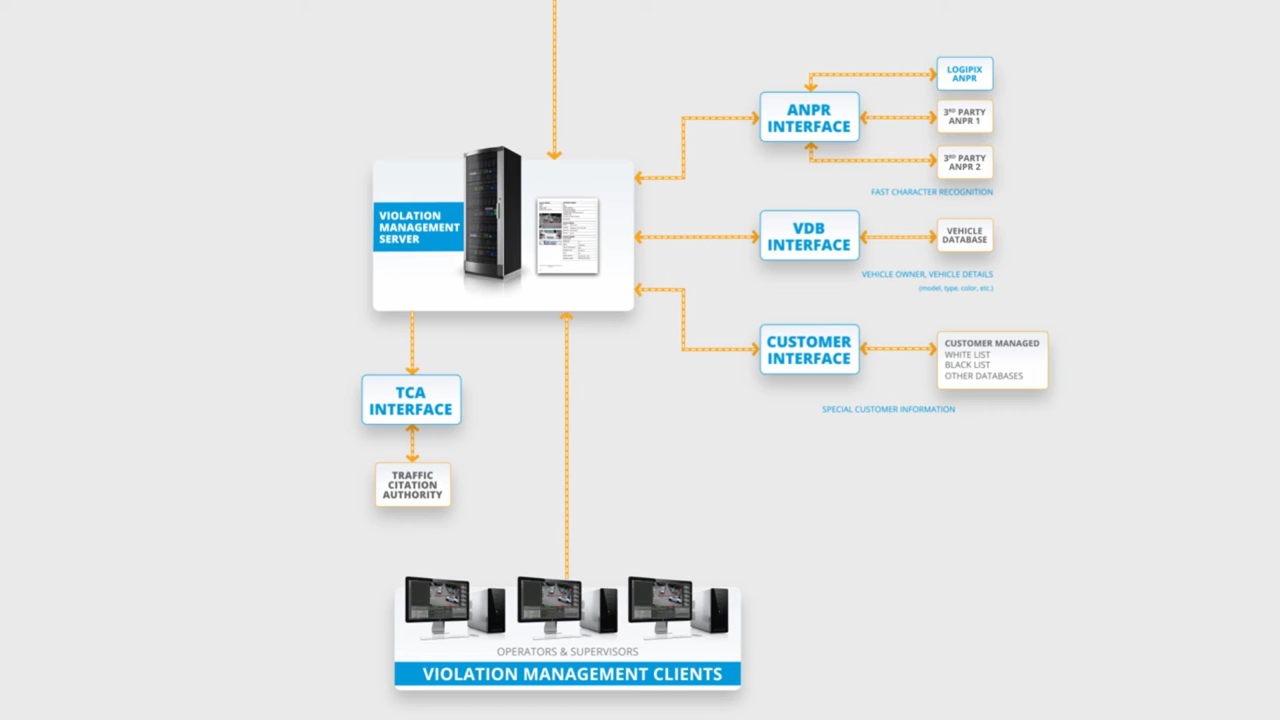 LOGIPIX
ANPR
ANPR
INTERFACE
3RD PARTY
ANPR 1
3RD PARTY
ANPR 2
FAST CHARACTER RECOGNITION
VIOLATION
MANAGEMENT
SERVER
VDB
INTERFACE
VEHICLE
DATABASE
VEHICLE OWNER, VEHICLE DETAILS
(model, type, color, etc.)
CUSTOMER
INTERFACE
CUSTOMER MANAGED
WHITE LIST
BLACK LIST
OTHER DATABASES
SPECIAL CUSTOMER INFORMATION
TCA
INTERFACE
TRAFFIC
CITATION
AUTHORITY
OPERATORS & SUPERVISORS
VIOLATION MANAGEMENT CLIENTS